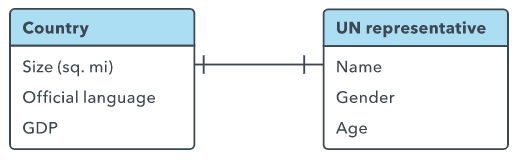 Country
Size (sq. mi)
Official language
GDP
UN representative
Name
Gender
Age